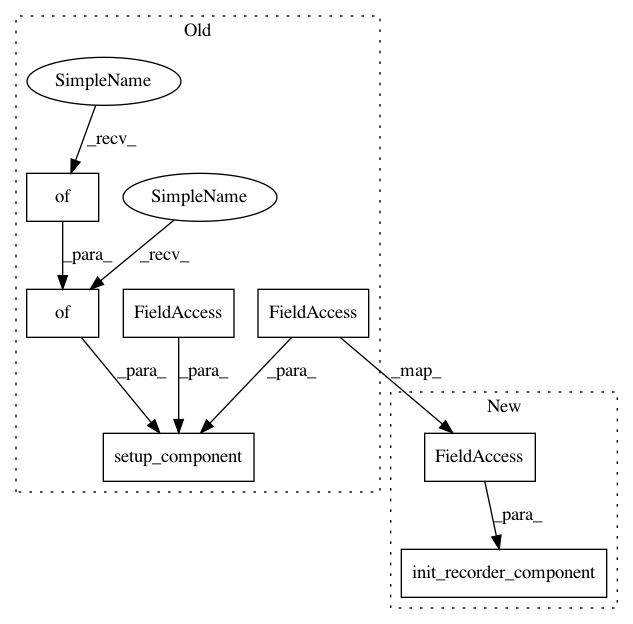 Old
SimpleName
_recv_
of
SimpleName
_para_
_recv_
of
FieldAccess
FieldAccess
_para_
_para_
_para_
_map_
New
setup_component
FieldAccess
_para_
init_recorder_component